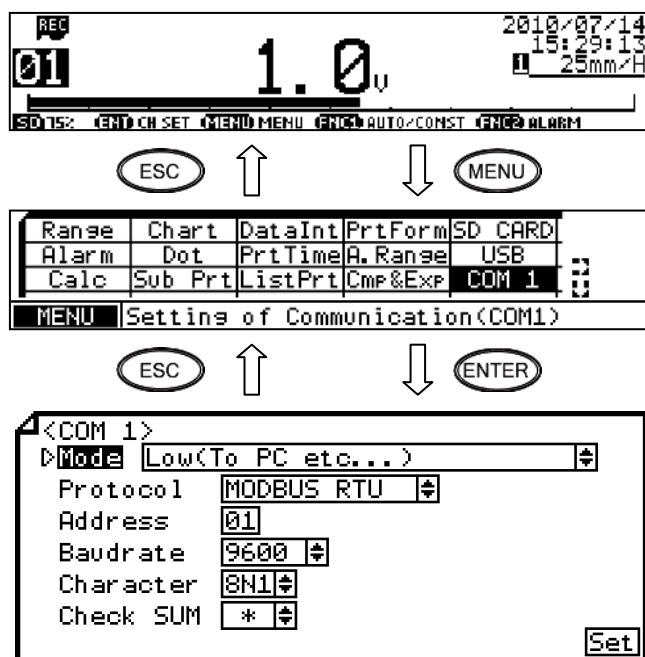 REC
2010/07/14
15:29:13
01
1.0V
1 25mm/H
SD 75% ENT CH SET MENU MENU FNC1 AUTO/CONST FNC2 ALARM
ESC
MENU
Range Chart DataInt PrtForm SD CARD
Alarm Dot PrtTime A.Range USB
Calc Sub Prt ListPrt Cmp&Exp COM 1
MENU Setting of Communication(COM1)
ESC
ENTER
<COM 1>
Mode Low(To PC etc...)
Protocol MODBUS RTU
Address 01
Baudrate 9600
Character 8N1
Check SUM *
Set